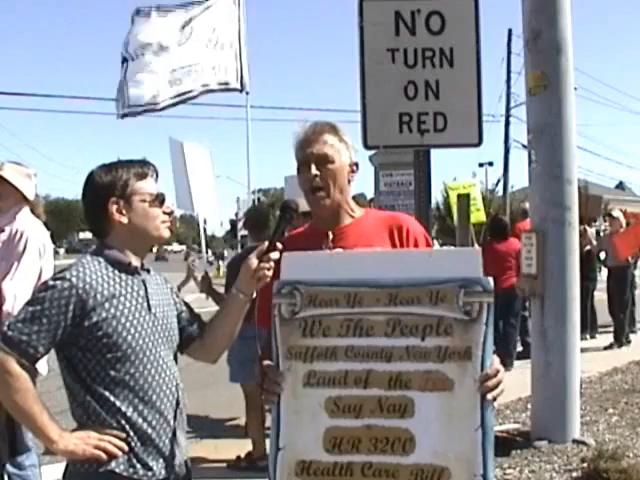 NO
TURN
ON
RED
OUTBACK
Hear Ye - Hear Ye
We The People
Suffolk County New York
Land of the
Say Nay
HR 3200
Health Care Bill